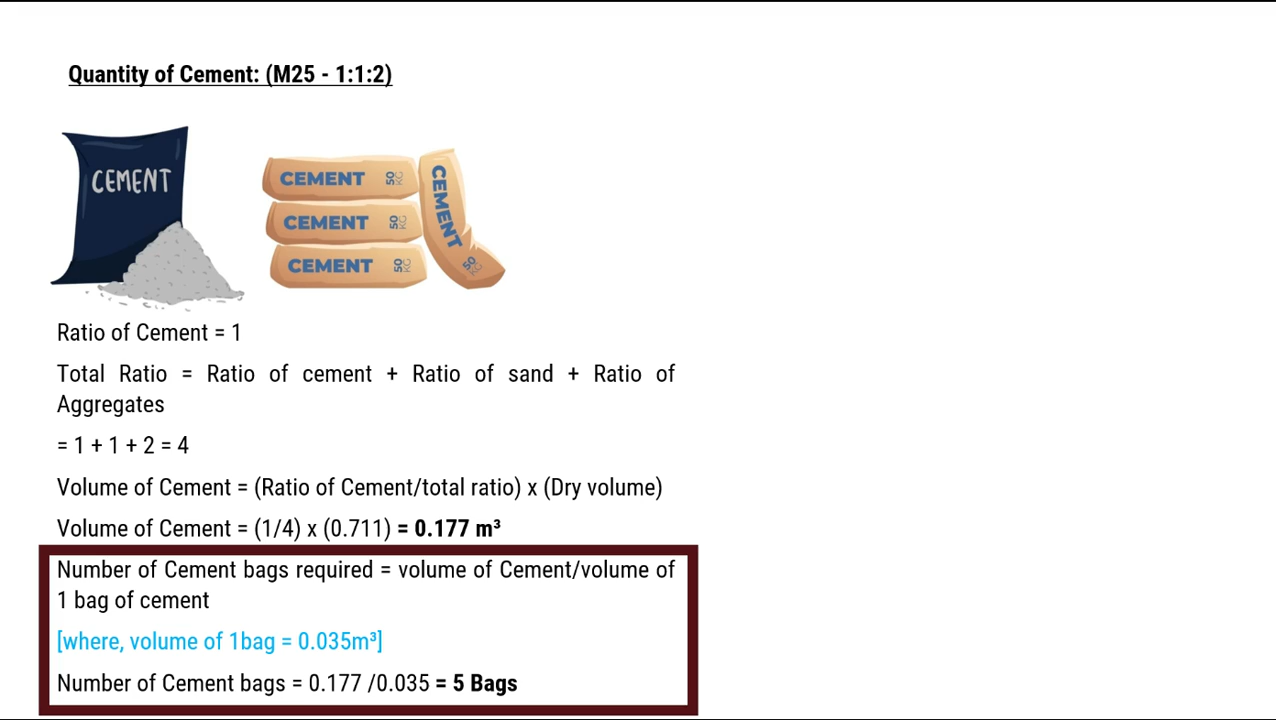 Quantity of Cement: (M25 - 1:1:2)
CEMENT
CEMENT 50 KG
CEMENT 50 KG
CEMENT 50 KG
CEMENT 50 KG
Ratio of Cement = 1
Total Ratio = Ratio of cement + Ratio of sand + Ratio of
Aggregates
= 1 + 1 + 2 = 4
Volume of Cement = (Ratio of Cement/total ratio) x (Dry volume)
Volume of Cement = (1/4) x (0.711) = 0.177 m³
Number of Cement bags required = volume of Cement/volume of
1 bag of cement
[where, volume of 1bag = 0.035m³]
Number of Cement bags = 0.177 /0.035 = 5 Bags